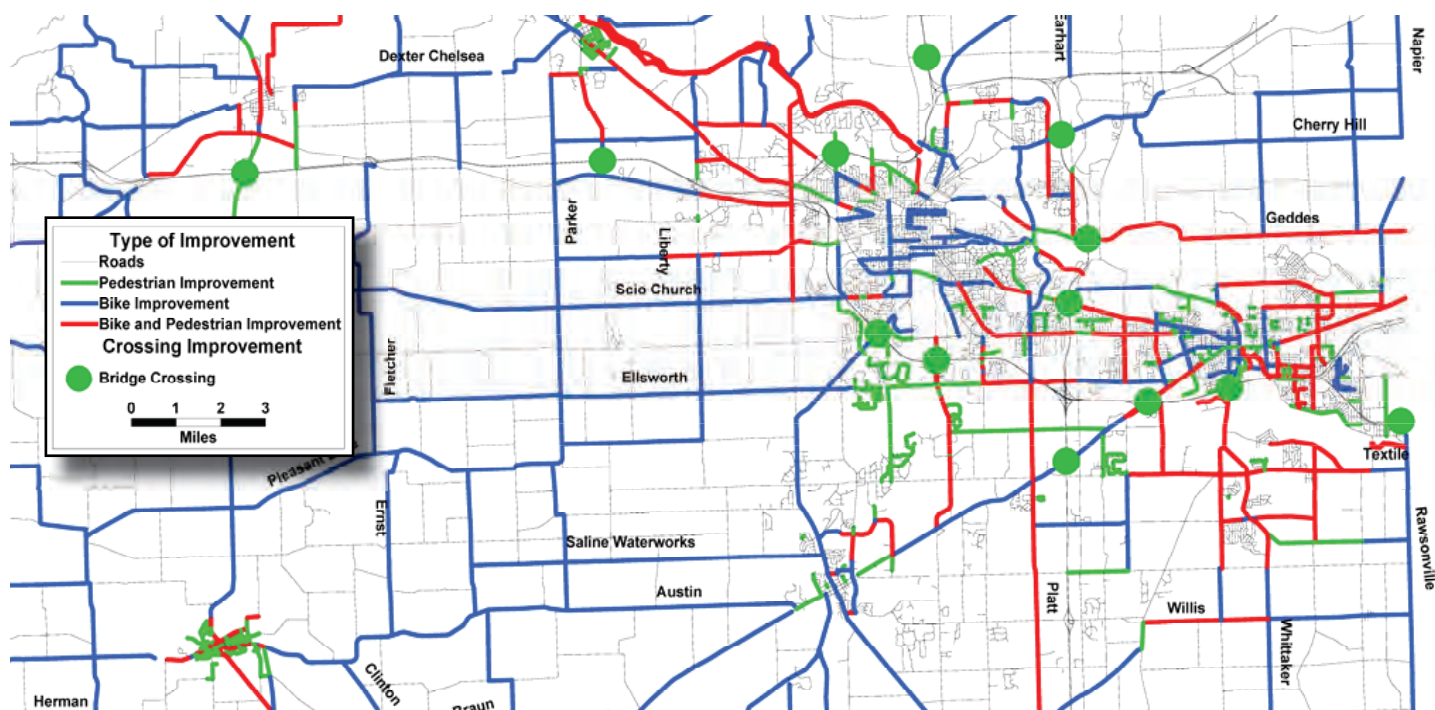 Dexter Chelsea
Earhart
Napier
Cherry Hill
Parker
Liberty
Geddes
Scio Church
Fletcher
Ellsworth
Type of Improvement
Roads
Pedestrian Improvement
Bike Improvement
Bike and Pedestrian Improvement
Crossing Improvement
Bridge Crossing
0 1 2 3
Miles
Pleasant
Textile
Ernst
Saline Waterworks
Rawsonville
Austin
Platt
Willis
Whittaker
Clinton
Herman
Braun